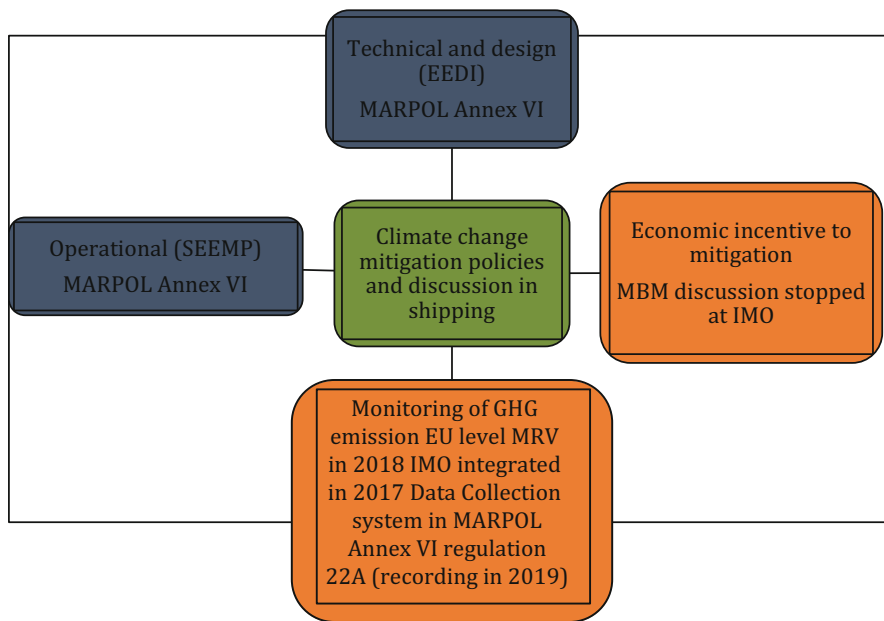 Technical and design
(EEDI)
MARPOL Annex VI
Operational (SEEMP)
MARPOL Annex VI
Climate change
mitigation policies
and discussion in
shipping
Economic incentive to
mitigation
MBM discussion stopped
at IMO
Monitoring of GHG
emission EU level MRV
in 2018 IMO integrated
in 2017 Data Collection
system in MARPOL
Annex VI regulation
22A (recording in 2019)